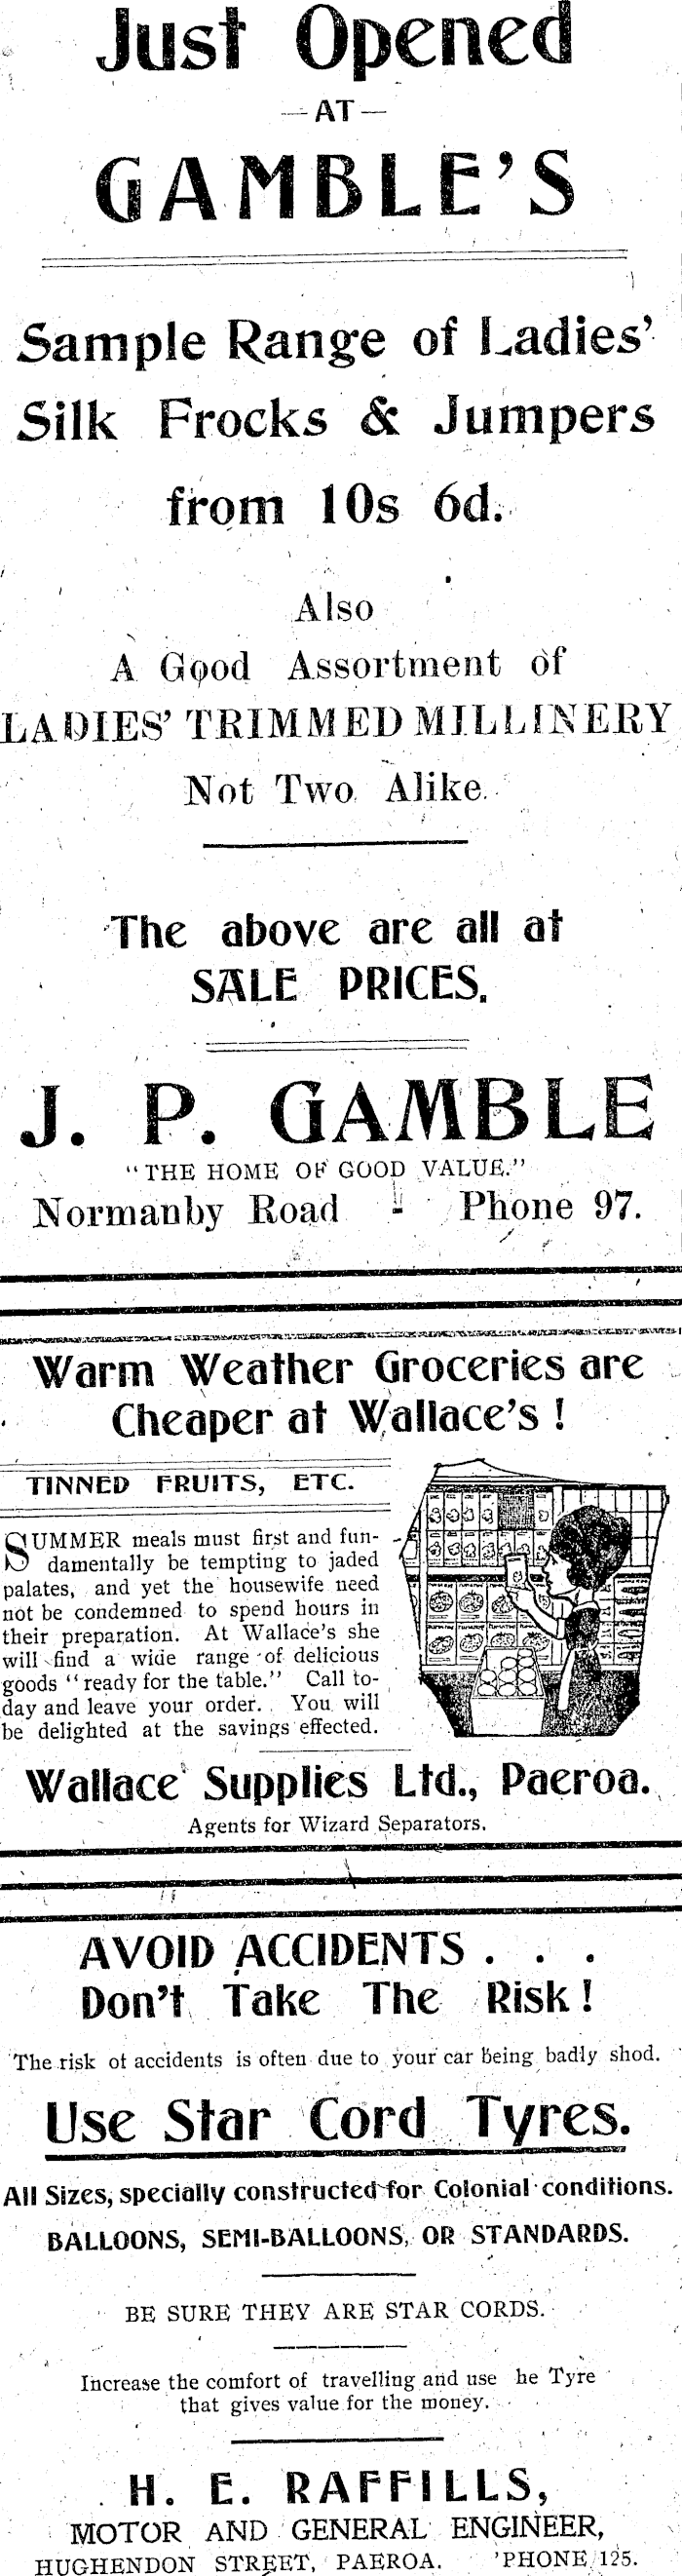 Just Opened
— AT —
GAMBLE'S
Sample Range of Ladies'
Silk Frocks & Jumpers
from 10s 6d.
Also
A Good Assortment of
LADIES' TRIMMED MILLINERY
Not Two Alike.
The above are all at
SALE PRICES.
J. P. GAMBLE
"THE HOME OF GOOD VALUE."
Normanby Road - Phone 97.
Warm Weather Groceries are
Cheaper at Wallace's !
TINNED FRUITS, ETC.
SUMMER meals must first and fun-
damentally be tempting to jaded
palates, and yet the housewife need
not be condemned to spend hours in
their preparation. At Wallace's she
will find a wide range of delicious
goods "ready for the table." Call to-
day and leave your order. You will
be delighted at the savings effected.
Wallace Supplies Ltd., Paeroa.
Agents for Wizard Separators.
AVOID ACCIDENTS . . .
Don't Take The Risk !
The risk of accidents is often due to your car being badly shod.
Use Star Cord Tyres.
All Sizes, specially constructed for Colonial conditions.
BALLOONS, SEMI-BALLOONS, OR STANDARDS.
BE SURE THEY ARE STAR CORDS.
Increase the comfort of travelling and use he Tyre
that gives value for the money.
H. E. RAFFILLS,
MOTOR AND GENERAL ENGINEER,
HUGHENDON STREET, PAEROA. 'PHONE 125.